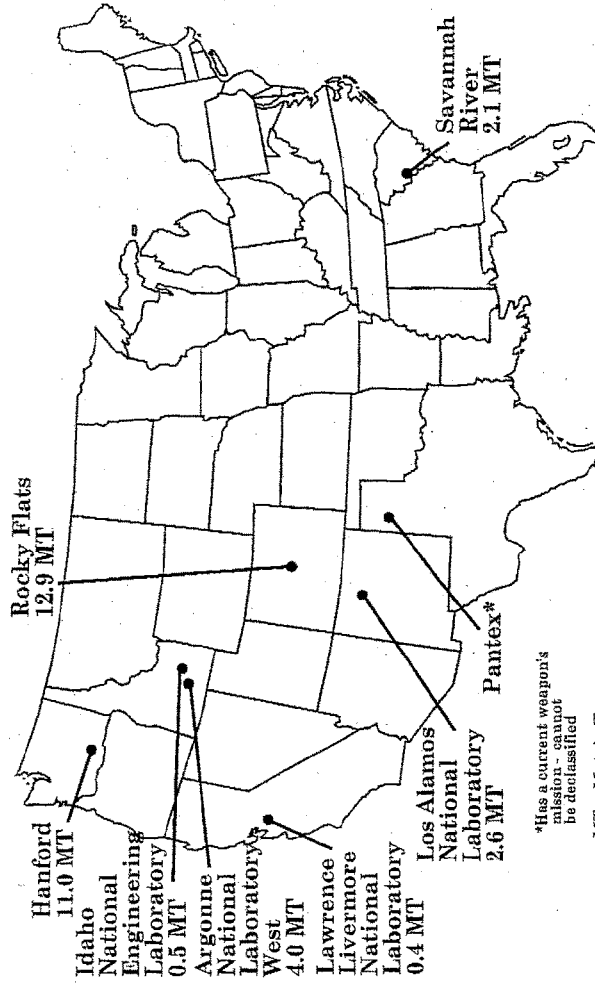 Rocky Flats
12.9 MT
Hanford
11.0 MT
Idaho
National
Engineering
Laboratory
0.5 MT
Argonne
National
Laboratory
West
4.0 MT
Lawrence
Livermore
National
Laboratory
0.4 MT
Los Alamos
National
Laboratory
2.6 MT
Pantex*
Savannah
River
2.1 MT
*Has a current weapon's
mission - cannot
be declassified